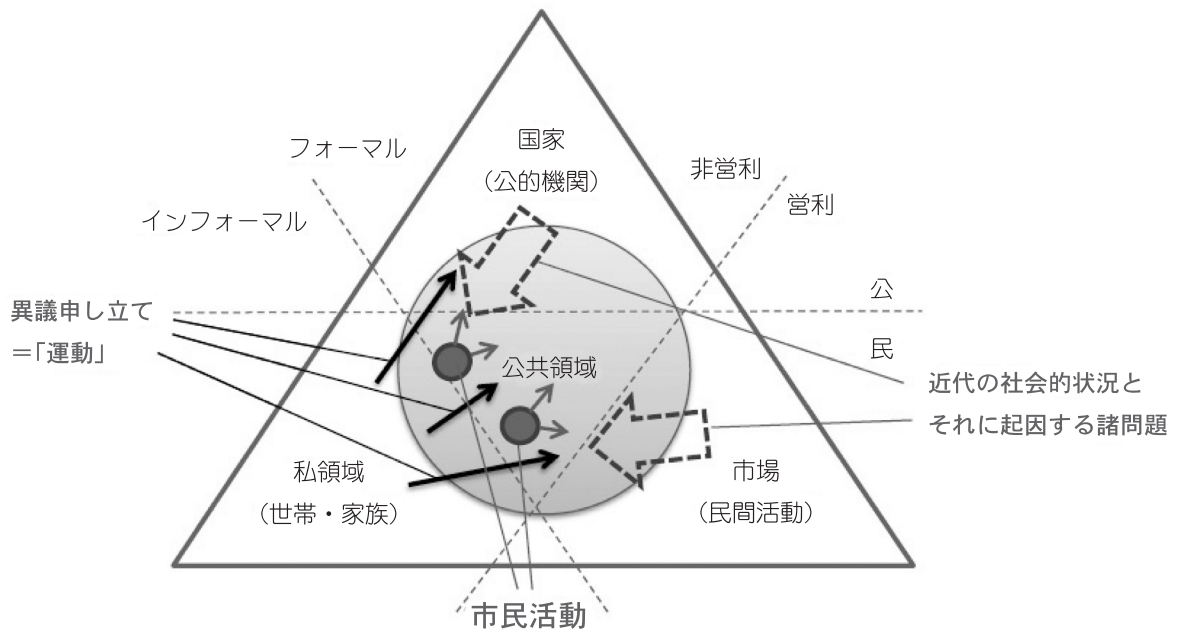 国家
(公的機関)
フォーマル
インフォーマル
非営利
営利
公
民
異議申し立て
＝｢運動｣
公共領域
近代の社会的状況と
それに起因する諸問題
私領域
(世帯・家族)
市場
(民間活動)
市民活動